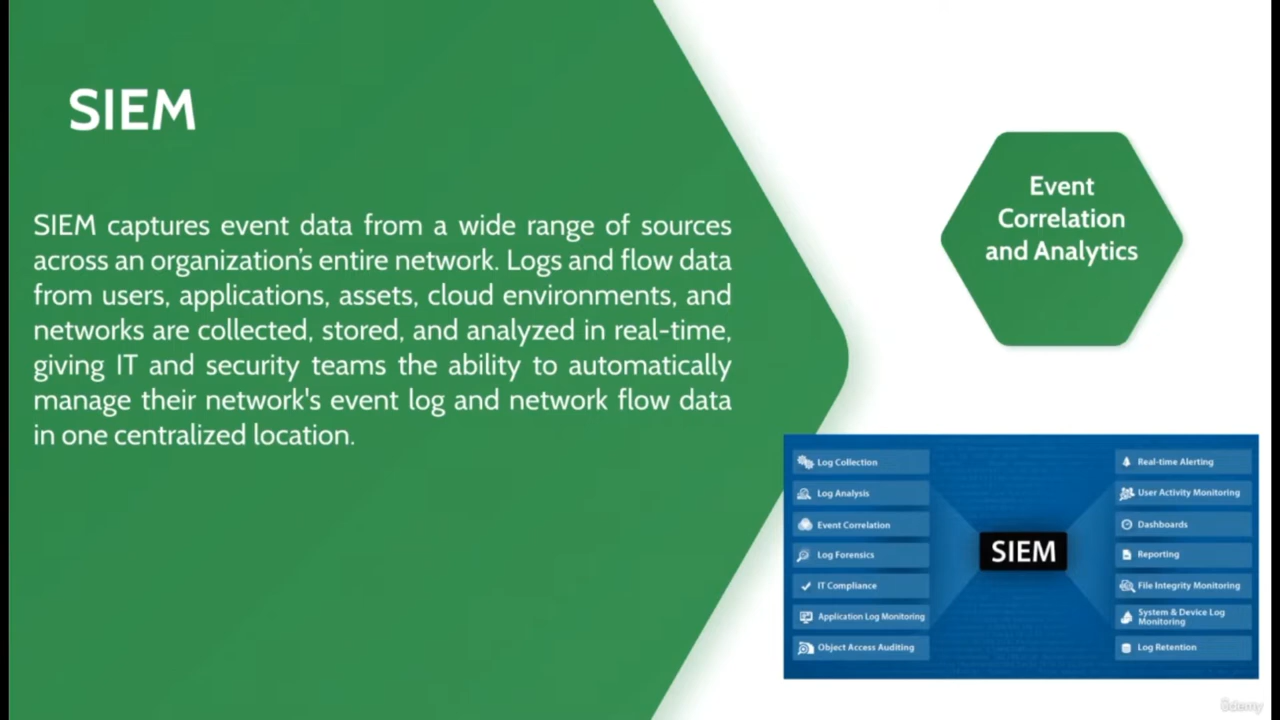 SIEM
SIEM captures event data from a wide range of sources
across an organization's entire network. Logs and flow data
from users, applications, assets, cloud environments, and
networks are collected, stored, and analyzed in real-time,
giving IT and security teams the ability to automatically
manage their network's event log and network flow data
in one centralized location.
Event
Correlation
and Analytics
Log Collection
Log Analysis
Event Correlation
Log Forensics
IT Compliance
Application Log Monitoring
Object Access Auditing
SIEM
Real-time Alerting
User Activity Monitoring
Dashboards
Reporting
File Integrity Monitoring
System & Device Log
Monitoring
Log Retention
Udemy